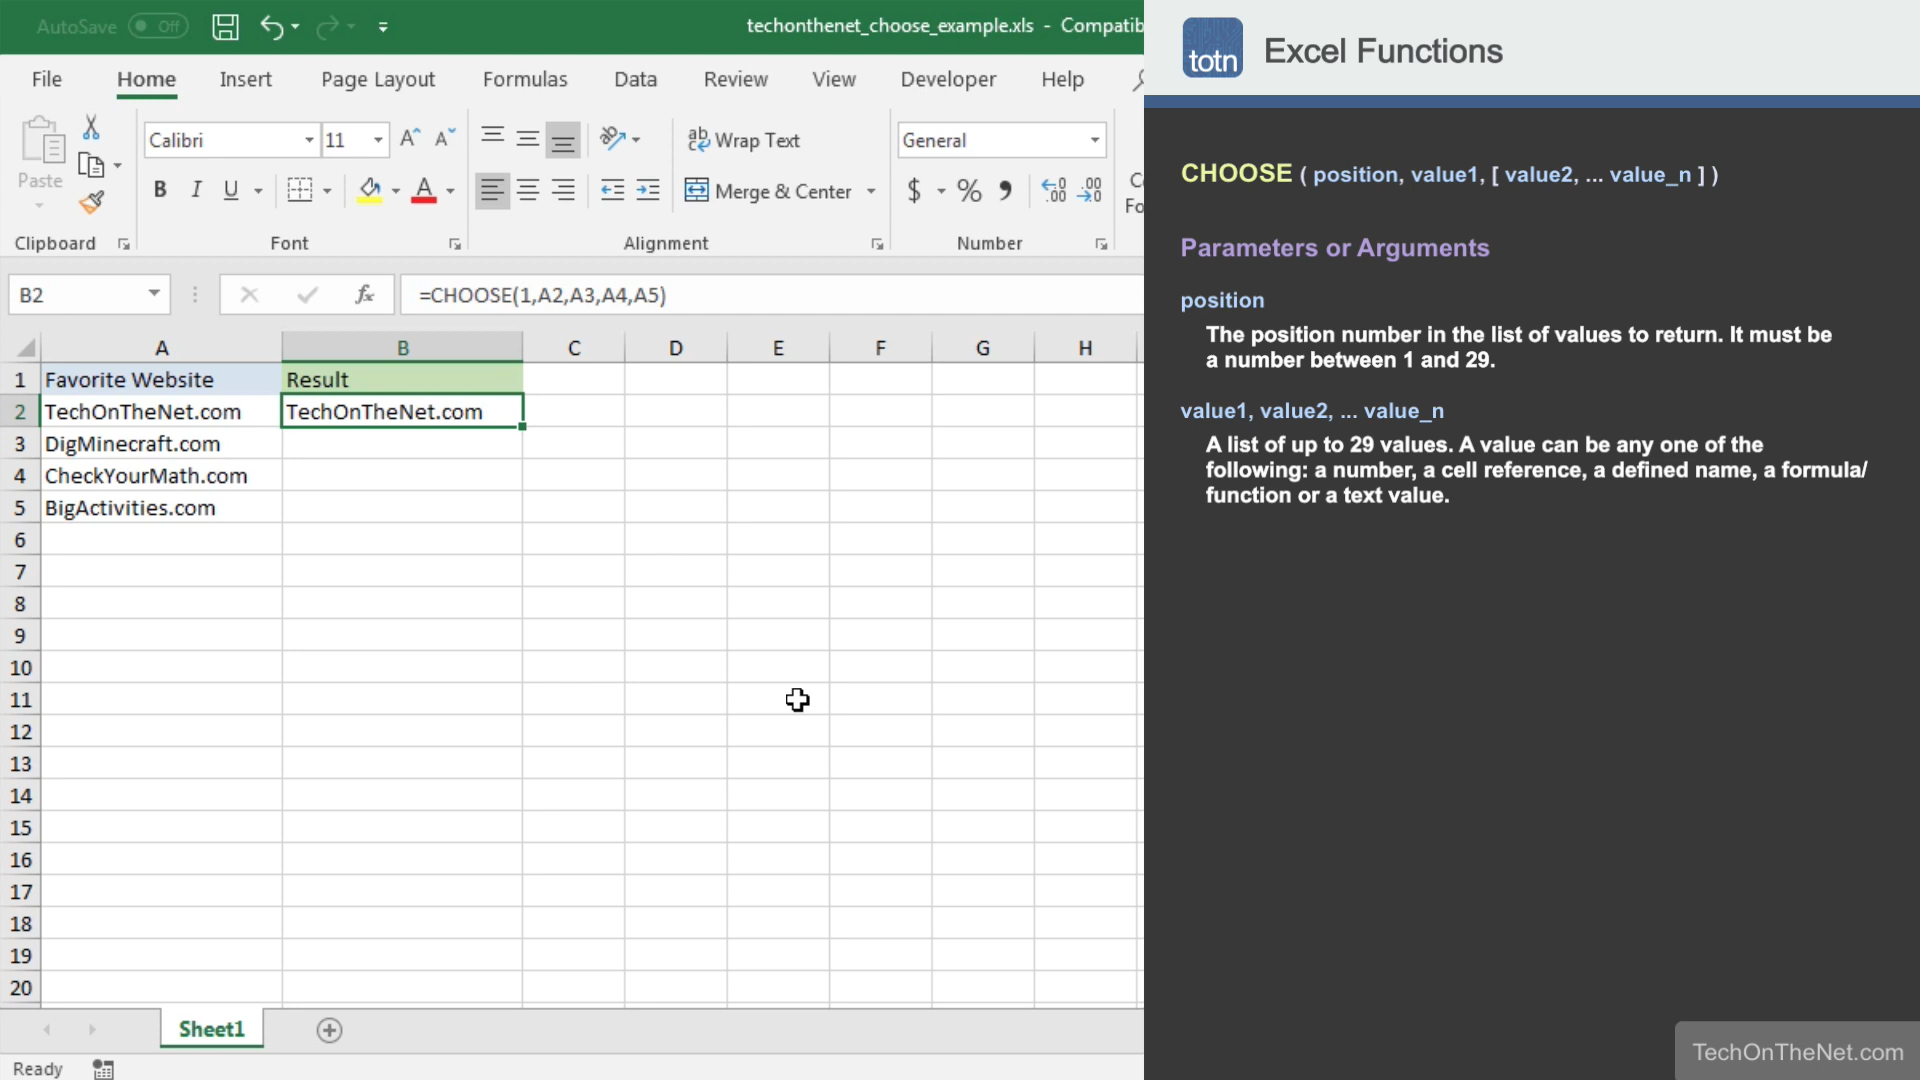 AutoSave Off
techonthenet_choose_example.xls - Compatib
File Home Insert Page Layout Formulas Data Review View Developer Help
Paste
Calibri 11
Wrap Text
General
B I U
Merge & Center
$ % 9
Clipboard Font Alignment Number
B2
fx
=CHOOSE(1,A2,A3,A4,A5)
A B C D E F G H
1 Favorite Website Result
2 TechOnTheNet.com TechOnTheNet.com
3 DigMinecraft.com
4 CheckYourMath.com
5 BigActivities.com
6
7
8
9
10
11
12
13
14
15
16
17
18
19
20
Sheet1
Ready
totn Excel Functions
CHOOSE ( position, value1, [ value2, ... value_n ] )
Parameters or Arguments
position
The position number in the list of values to return. It must be
a number between 1 and 29.
value1, value2, ... value_n
A list of up to 29 values. A value can be any one of the
following: a number, a cell reference, a defined name, a formula/
function or a text value.
TechOnTheNet.com